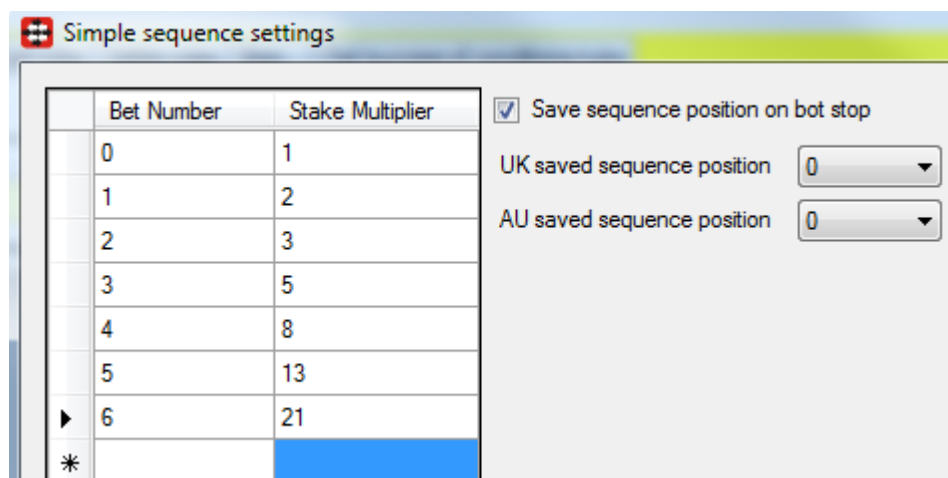 Simple sequence settings
Bet Number Stake Multiplier
0 1
1 2
2 3
3 5
4 8
5 13
6 21
Save sequence position on bot stop
UK saved sequence position 0
AU saved sequence position 0